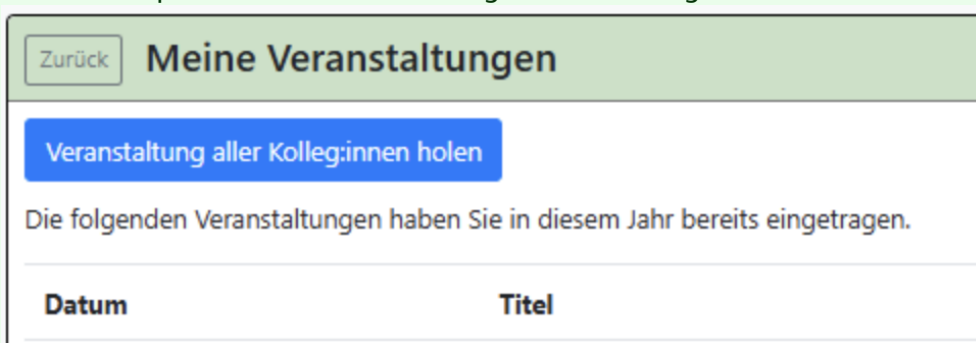 Zurück Meine Veranstaltungen
Veranstaltung aller Kolleg:innen holen
Die folgenden Veranstaltungen haben Sie in diesem Jahr bereits eingetragen.
Datum Titel